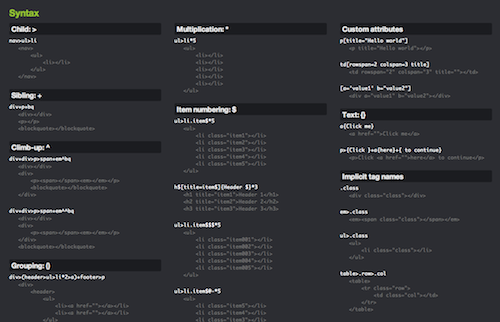 Syntax
Child: >
nav>ul>li
<nav>
<ul>
<li></li>
</ul>
</nav>
Sibling: +
div+p+bq
<div></div>
<p></p>
<blockquote></blockquote>
Climb-up: ^
div+div>p>span+em^bq
<div></div>
<div>
<p><span></span><em></em></p>
<blockquote></blockquote>
</div>
div+div>p>span+em^^bq
<div></div>
<div>
<p><span></span><em></em></p>
</div>
<blockquote></blockquote>
Grouping: ()
div>(header>ul>li*2>a)+footer>p
<div>
<header>
<ul>
<li><a href=""></a></li>
<li><a href=""></a></li>
Multiplication: *
ul>li*5
<ul>
<li></li>
<li></li>
<li></li>
<li></li>
<li></li>
</ul>
Item numbering: $
ul>li.item$*5
<ul>
<li class="item1"></li>
<li class="item2"></li>
<li class="item3"></li>
<li class="item4"></li>
<li class="item5"></li>
</ul>
h$[title=item$]{Header $}*3
<h1 title="item1">Header 1</h1>
<h2 title="item2">Header 2</h2>
<h3 title="item3">Header 3</h3>
ul>li.item$$$*5
<ul>
<li class="item001"></li>
<li class="item002"></li>
<li class="item003"></li>
<li class="item004"></li>
<li class="item005"></li>
</ul>
ul>li.item$@-*5
<ul>
Custom attributes
p[title="Hello world"]
<p title="Hello world"></p>
td[rowspan=2 colspan=3 title]
<td rowspan="2" colspan="3" title=""></td>
[a='value1' b="value2"]
<div a="value1" b="value2"></div>
Text: {}
a{Click me}
<a href="">Click me</a>
p>{Click }+a{here}+{ to continue}
<p>Click <a href="">here</a> to continue</p>
Implicit tag names
.class
<div class="class"></div>
em>.class
<em><span class="class"></span></em>
ul>.class
<ul>
<li class="class"></li>
</ul>
table>.row>.col
<table>
<tr class="row">
<td class="col"></td>
</tr>
</table>